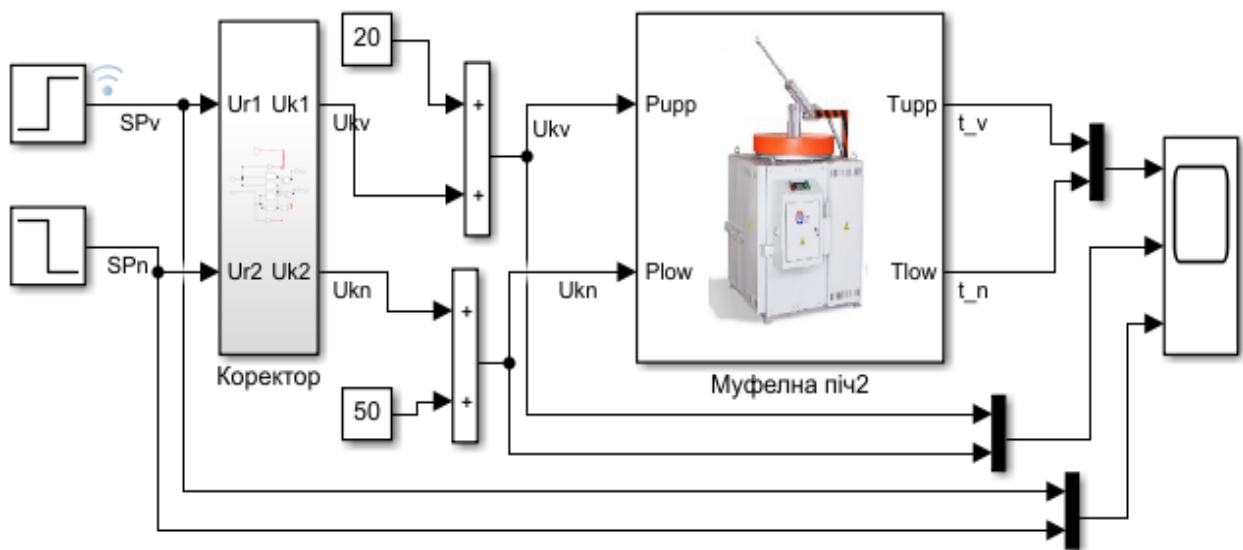 20
SPv
Ur1 Uk1
Ukv
+
+
Ukv
Pupp
Tupp
t_v
SPn
Ur2 Uk2
Ukn
Коректор
50
+
+
Ukn
Plow
Tlow
t_n
Муфелна піч2